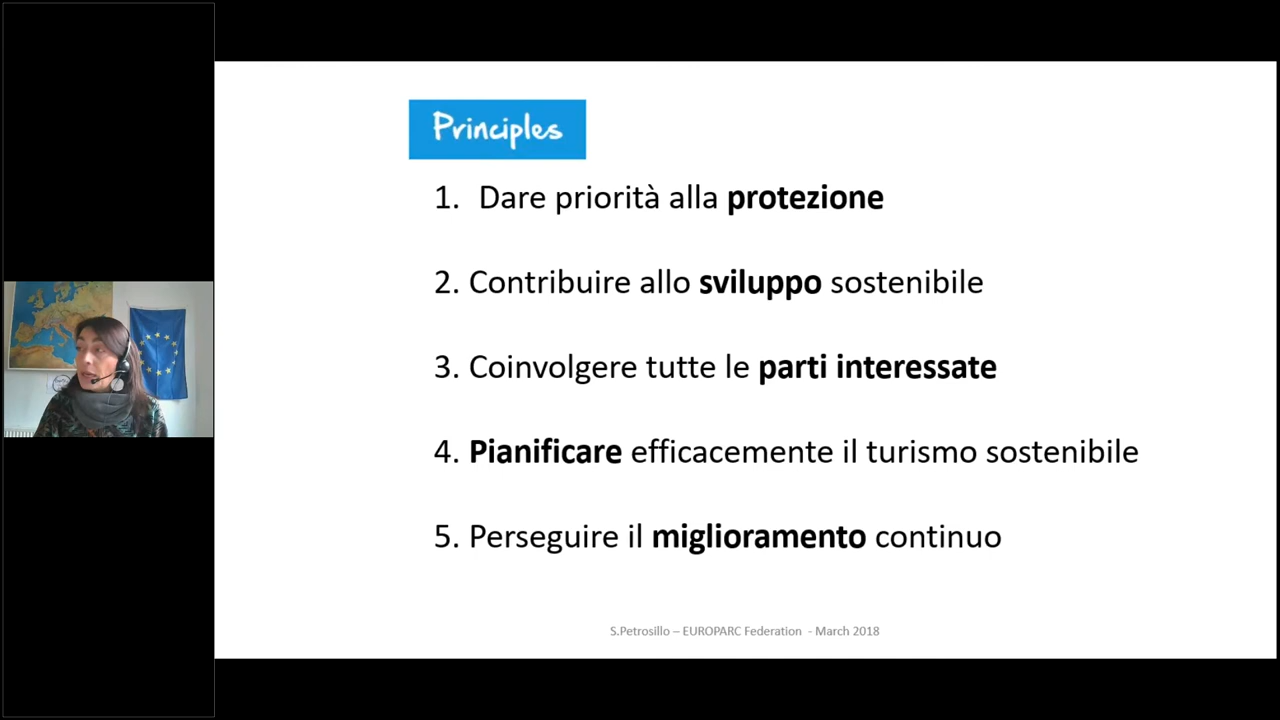 Principles
1. Dare priorità alla protezione
2. Contribuire allo sviluppo sostenibile
3. Coinvolgere tutte le parti interessate
4. Pianificare efficacemente il turismo sostenibile
5. Perseguire il miglioramento continuo
S.Petrosillo – EUROPARC Federation - March 2018